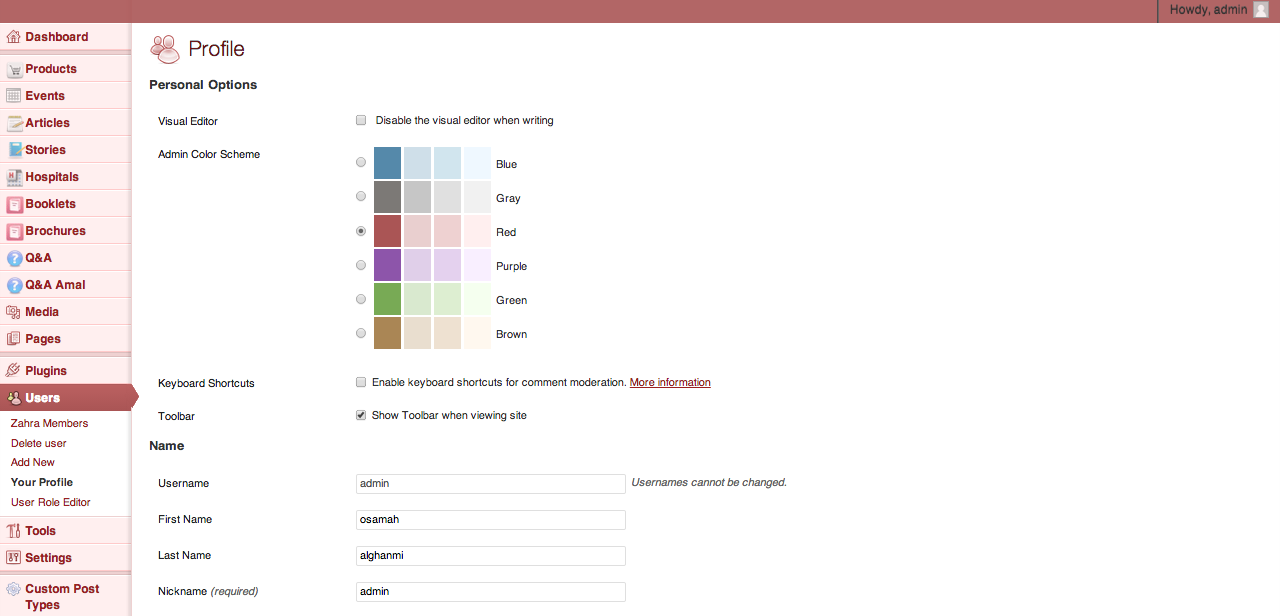 Howdy, admin
Dashboard
Products
Events
Articles
Stories
Hospitals
Booklets
Brochures
Q&A
Q&A Amal
Media
Pages
Plugins
Users
Zahra Members
Delete user
Add New
Your Profile
User Role Editor
Tools
Settings
Custom Post
Types
Profile
Personal Options
Visual Editor
Disable the visual editor when writing
Admin Color Scheme
Blue
Gray
Red
Purple
Green
Brown
Keyboard Shortcuts
Enable keyboard shortcuts for comment moderation. More information
Toolbar
Show Toolbar when viewing site
Name
Username
admin
Usernames cannot be changed.
First Name
osamah
Last Name
alghanmi
Nickname (required)
admin